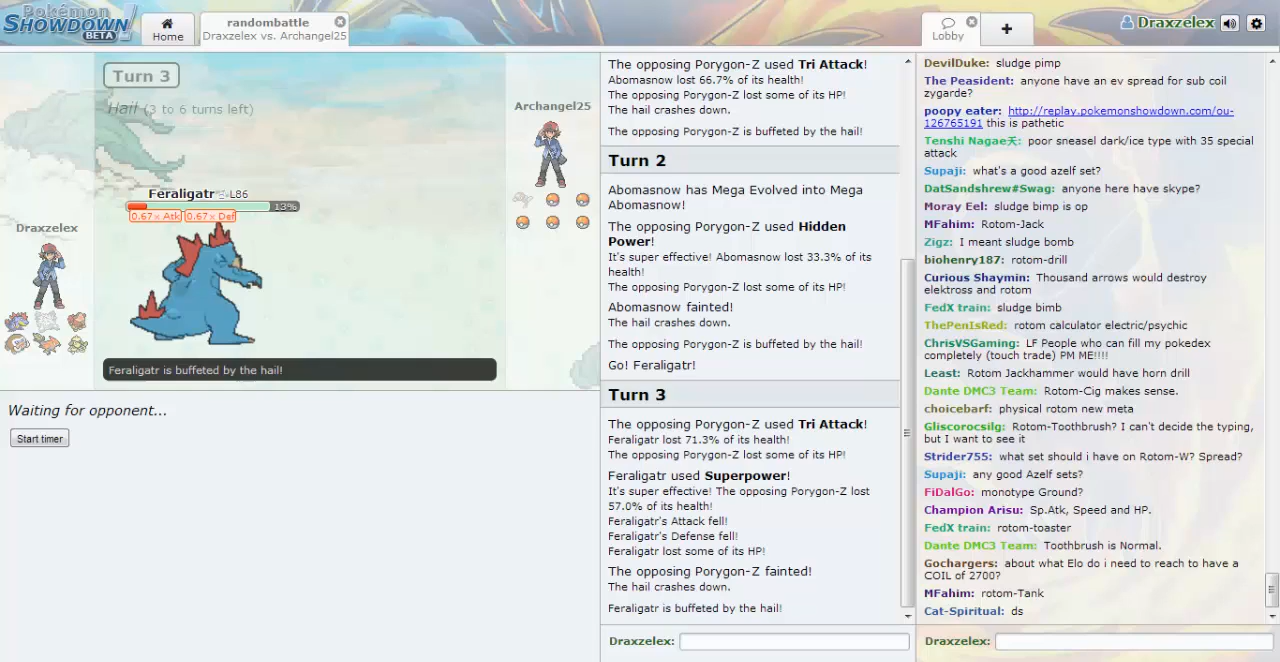 Pokémon
SHOWDOWN!
BETA
Home
randombattle
Draxzelex vs. Archangel25
Lobby
+
Draxzelex
Turn 3
Hail (3 to 6 turns left)
Archangel25
Feraligatr L86
13%
0.67× Atk 0.67× Def
Draxzelex
Feraligatr is buffeted by the hail!
Waiting for opponent...
Start timer
The opposing Porygon-Z used Tri Attack!
Abomasnow lost 66.7% of its health!
The opposing Porygon-Z lost some of its HP!
The hail crashes down.
The opposing Porygon-Z is buffeted by the hail!
Turn 2
Abomasnow has Mega Evolved into Mega
Abomasnow!
The opposing Porygon-Z used Hidden
Power!
It's super effective! Abomasnow lost 33.3% of its
health!
The opposing Porygon-Z lost some of its HP!
Abomasnow fainted!
The hail crashes down.
The opposing Porygon-Z is buffeted by the hail!
Go! Feraligatr!
Turn 3
The opposing Porygon-Z used Tri Attack!
Feraligatr lost 71.3% of its health!
The opposing Porygon-Z lost some of its HP!
Feraligatr used Superpower!
It's super effective! The opposing Porygon-Z lost
57.0% of its health!
Feraligatr's Attack fell!
Feraligatr's Defense fell!
Feraligatr lost some of its HP!
The opposing Porygon-Z fainted!
The hail crashes down.
Feraligatr is buffeted by the hail!
Draxzelex:
DevilDuke: sludge pimp
The Peasident: anyone have an ev spread for sub coil
zygarde?
poopy eater: http://replay.pokemonshowdown.com/ou-
126765191 this is pathetic
Tenshi Nagae天: poor sneasel dark/ice type with 35 special
attack
Supaji: what's a good azelf set?
DatSandshrew#Swag: anyone here have skype?
Moray Eel: sludge bimp is op
MFahim: Rotom-Jack
Zigz: I meant sludge bomb
biohenry187: rotom-drill
Curious Shaymin: Thousand arrows would destroy
elektross and rotom
FedX train: sludge bimb
ThePenIsRed: rotom calculator electric/psychic
ChrisVSGaming: LF People who can fill my pokedex
completely (touch trade) PM ME!!!!
Least: Rotom Jackhammer would have horn drill
Dante DMC3 Team: Rotom-Cig makes sense.
choicebarf: physical rotom new meta
Gliscorocsilg: Rotom-Toothbrush? I can't decide the typing,
but I want to see it
Strider755: what set should i have on Rotom-W? Spread?
Supaji: any good Azelf sets?
FiDalGo: monotype Ground?
Champion Arisu: Sp.Atk, Speed and HP.
FedX train: rotom-toaster
Dante DMC3 Team: Toothbrush is Normal.
Gochargers: about what Elo do i need to reach to have a
COIL of 2700?
MFahim: rotom-Tank
Cat-Spiritual: ds
Draxzelex: